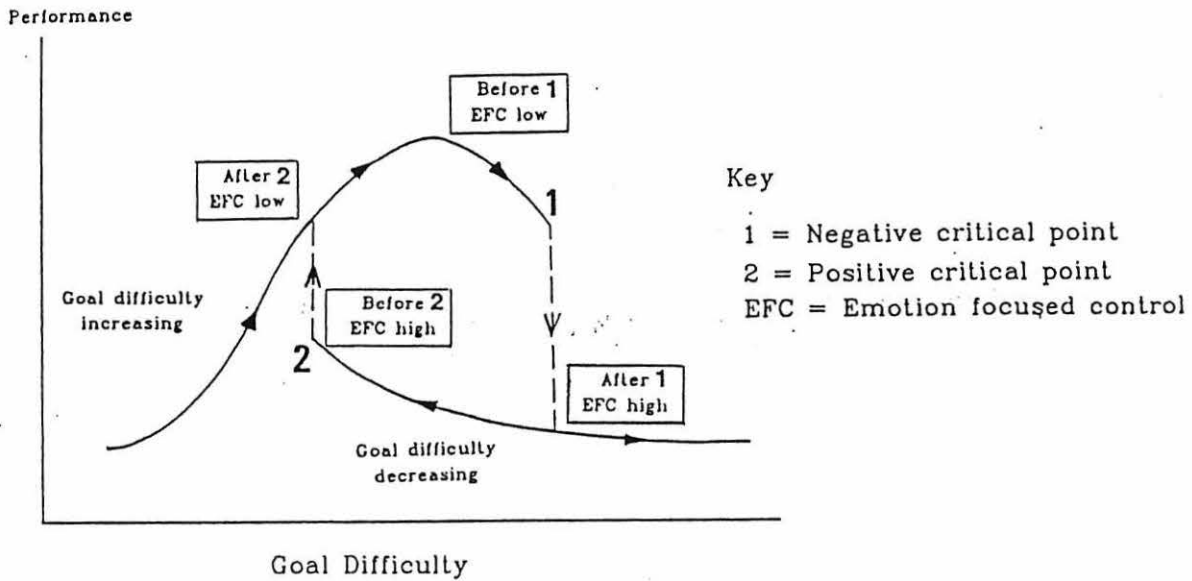 Performance
Before 1
EFC low
After 2
EFC low
1
Key
1 = Negative critical point
2 = Positive critical point
EFC = Emotion focused control
Goal difficulty
increasing
Before 2
EFC high
2
After 1
EFC high
Goal difficulty
decreasing
Goal Difficulty